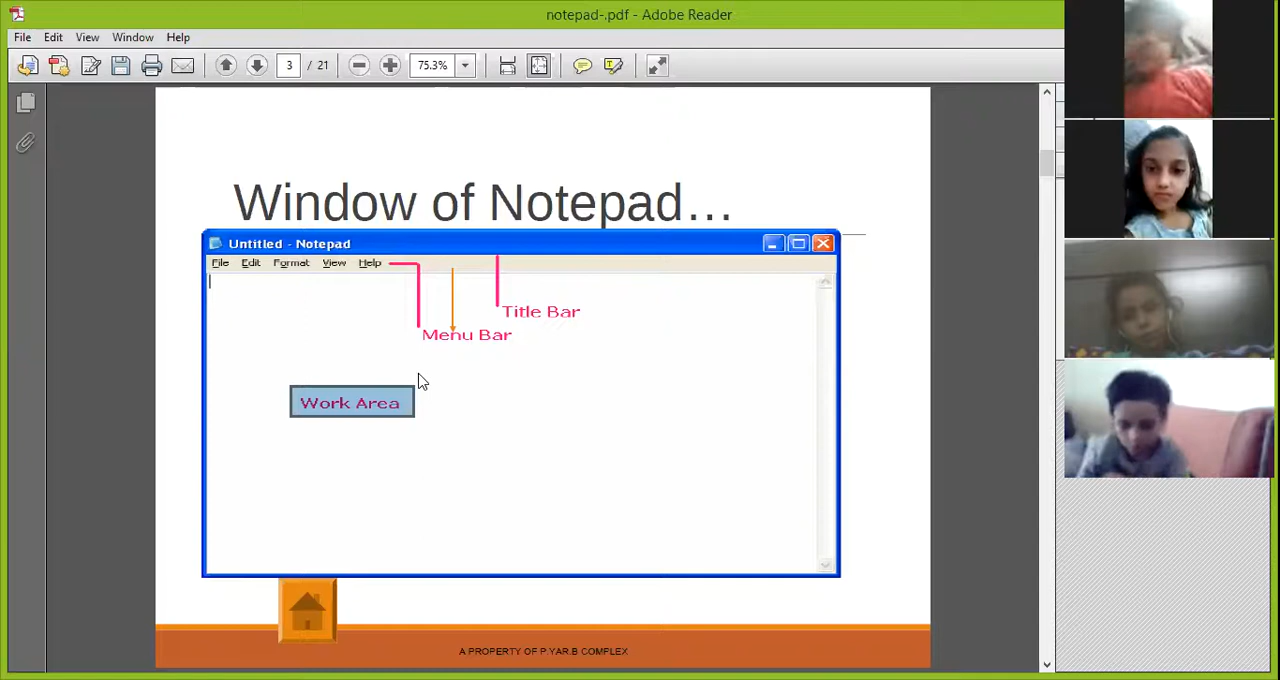 notepad-.pdf - Adobe Reader
File Edit View Window Help
3 / 21 75.3%
Window of Notepad…
Untitled - Notepad
File Edit Format View Help
Title Bar
Menu Bar
Work Area
A PROPERTY OF P.YAR.B COMPLEX